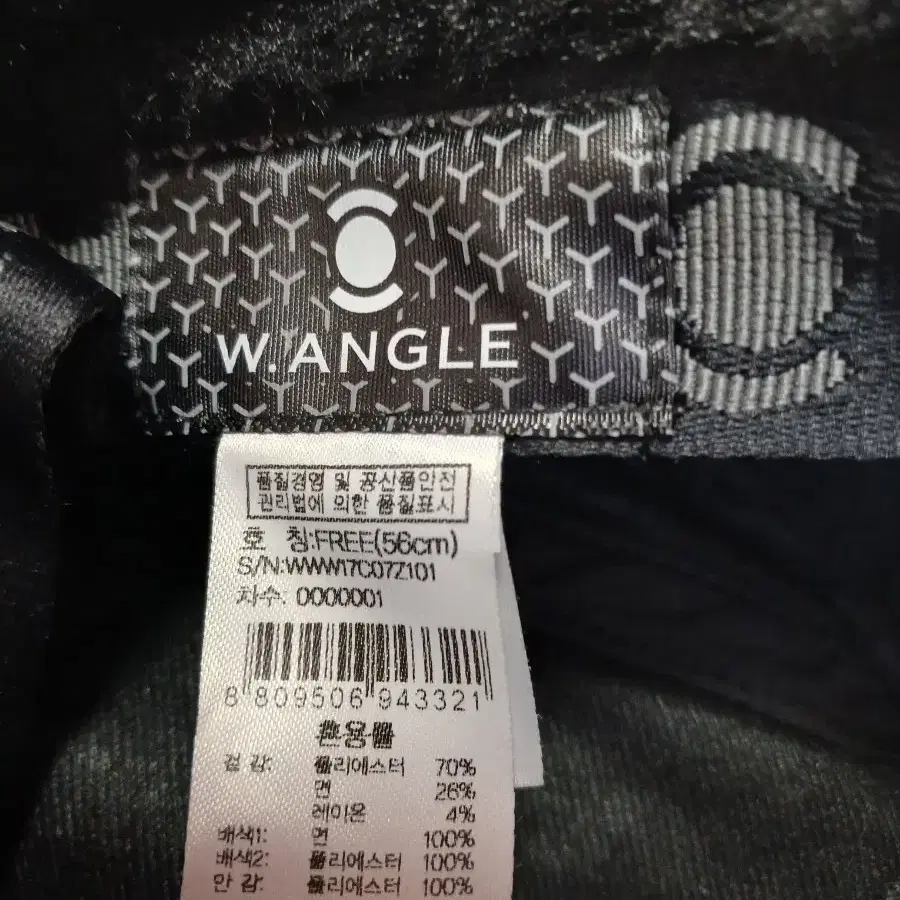 W.ANGLE
품질경영 및 공산품안전
관리법에 의한 품질표시
호 칭:FREE(56cm)
S/N:WWW17C07Z101
차수: 0000001
8 809506 943321
혼용률
겉 감: 폴리에스터 70%
면 26%
레이온 4%
배색1: 면 100%
배색2: 폴리에스터 100%
안 감: 폴리에스터 100%